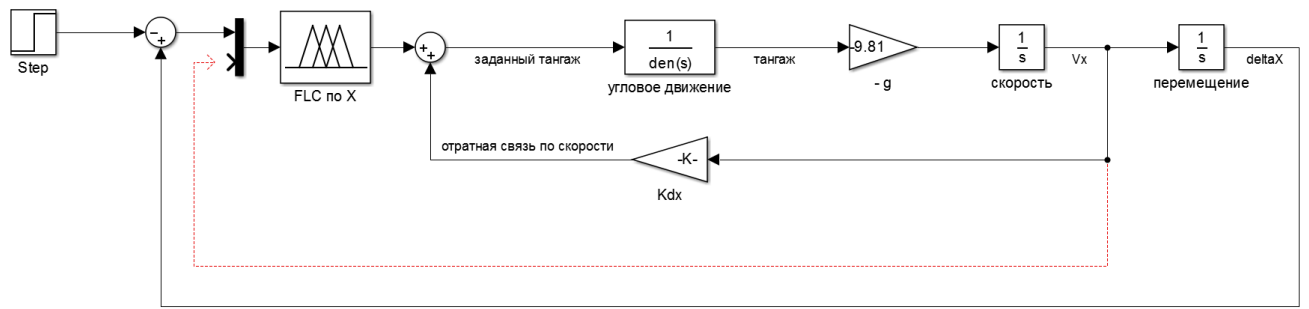 Step
FLC по X
заданный тангаж
1
den(s)
угловое движение
тангаж
-9.81
- g
1
s
скорость
Vx
1
s
перемещение
deltaX
отратная связь по скорости
-K-
Kdx